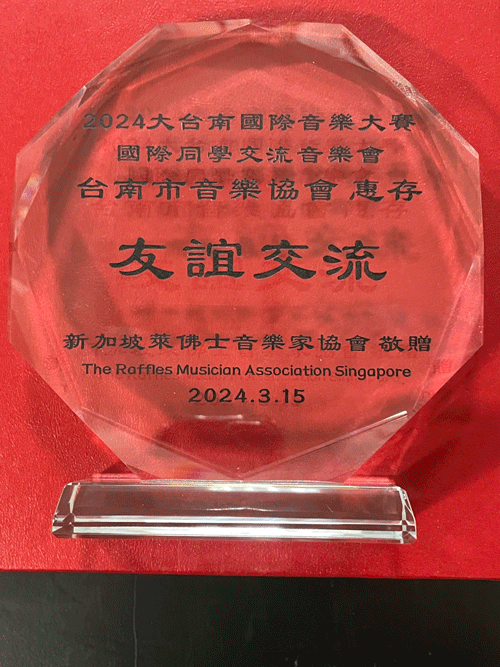 2024大台南國際音樂大賽
國際同學交流音樂會
台南市音樂協會 惠存
友誼交流
新加坡萊佛士音樂家協會 敬贈
The Raffles Musician Association Singapore
2024.3.15